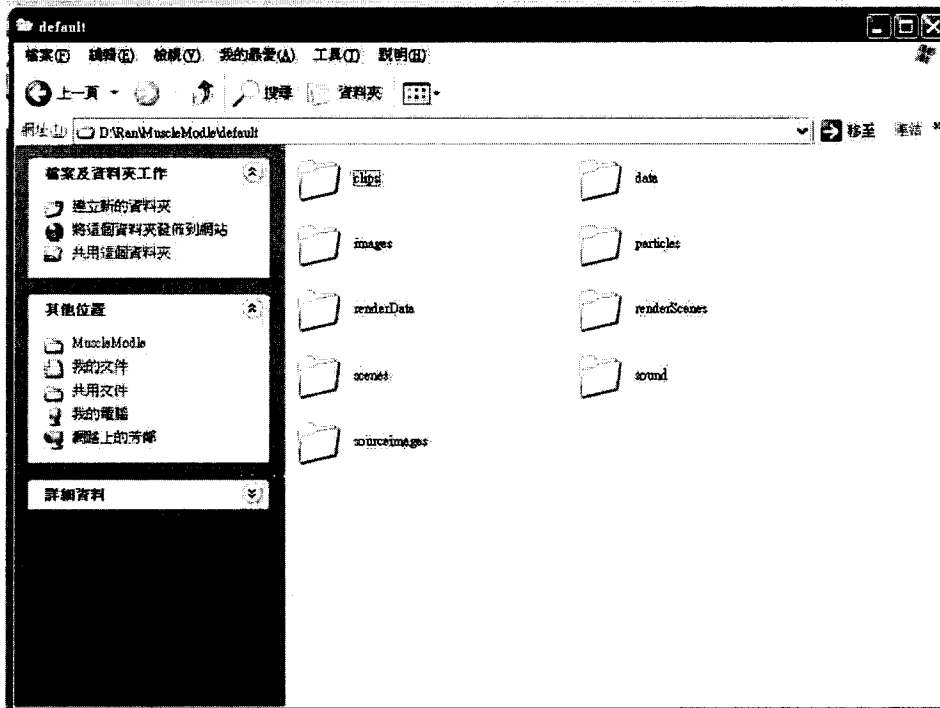 default
檔案(F) 編輯(E) 檢視(V) 我的最愛(A) 工具(T) 說明(H)
上一頁 搜尋 資料夾
網址(D) D:\Ran\MuscleModle\default 移至 連結 »
檔案及資料夾工作
建立新的資料夾
將這個資料夾發佈到網站
共用這個資料夾
其他位置
MuscleModle
我的文件
共用文件
我的電腦
網路上的芳鄰
詳細資料
clips data
images particles
renderData renderScenes
scenes sound
sourceimages